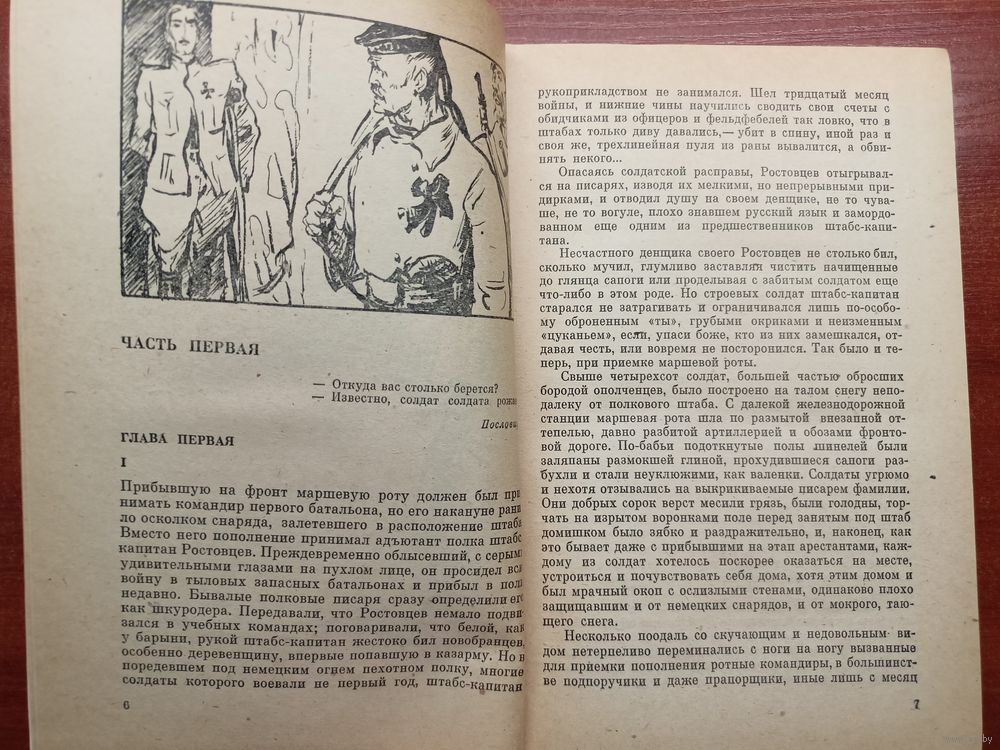 ЧАСТЬ ПЕРВАЯ
— Откуда вас столько берется?
— Известно, солдат солдата
ГЛАВА ПЕРВАЯ
I
Прибывшую на фронт маршевую роту должен был при
нимать командир первого батальона, но его накануне рани
ло осколком снаряда, залетевшего в расположение штаба
Вместо него пополнение принимал адъютант полка штабс-
капитан Ростовцев. Преждевременно облысевший, с серыми
удивительными глазами на пухлом лице, он просидел всю
войну в тыловых запасных батальонах и прибыл в полк
недавно. Бывалые полковые писаря сразу определили его
как шкуродера. Передавали, что Ростовцев немало подви-
зался в учебных командах; поговаривали, что белой, как
у барыни, рукой штабс-капитан жестоко бил новобранцев,
особенно деревенщину, впервые попавшую в казарму. Но в
поредевшем под немецким огнем пехотном полку, многие
солдаты которого воевали не первый год, штабс-капитан
6
рукоприкладством не занимался. Шел тридцатый месяц
войны, и нижние чины научились сводить свои счеты с
обидчиками из офицеров и фельдфебелей так ловко, что в
штабах только диву давались,— убит в спину, иной раз и
своя же, трехлинейная пуля из раны вывалится, а обви-
нять некого...
Опасаясь солдатской расправы, Ростовцев отыгрывал-
ся на писарях, изводя их мелкими, но непрерывными при-
дирками, и отводил душу на своем денщике, не то чува-
ше, не то вогуле, плохо знавшем русский язык и замордо-
ванном еще одним из предшественников штабс-капи-
тана.
Несчастного денщика своего Ростовцев не столько бил,
сколько мучил, глумливо заставляя чистить начищенные
до глянца сапоги или проделывая с забитым солдатом еще
что-либо в этом роде. Но строевых солдат штабс-капитан
старался не затрагивать и ограничивался лишь по-особо-
му оброненным «ты», грубыми окриками и неизменным
«цуканьем», если, упаси боже, кто из них замешкался, от-
давая честь, или вовремя не посторонился. Так было и те-
перь, при приемке маршевой роты.
Свыше четырехсот солдат, большей частью обросших
бородой ополченцев, было построено на талом снегу непо-
далеку от полкового штаба. С далекой железнодорожной
станции маршевая рота шла по размытой внезапной от-
тепелью, давно разбитой артиллерией и обозами фронто-
вой дороге. По-бабьи подоткнутые полы шинелей были
заляпаны размокшей глиной, прохудившиеся сапоги раз-
бухли и стали неуклюжими, как валенки. Солдаты угрюмо
и нехотя отзывались на выкрикиваемые писарем фамилии.
Они добрых сорок верст месили грязь, были голодны, тор-
чать на изрытом воронками поле перед занятым под штаб
домишком было зябко и раздражительно, и, наконец, как
это бывает даже с прибывшими на этап арестантами, каж-
дому из солдат хотелось поскорее оказаться на месте,
устроиться и почувствовать себя дома, хотя этим домом и
был мрачный окоп с ослизлыми стенами, одинаково плохо
защищавшим и от немецких снарядов, и от мокрого, таю-
щего снега.
Несколько поодаль со скучающим и недовольным ви-
дом нетерпеливо переминались с ноги на ногу вызванные
для приемки пополнения ротные командиры, в большинст-
ве подпоручики и даже прапорщики, иные лишь с месяц
7